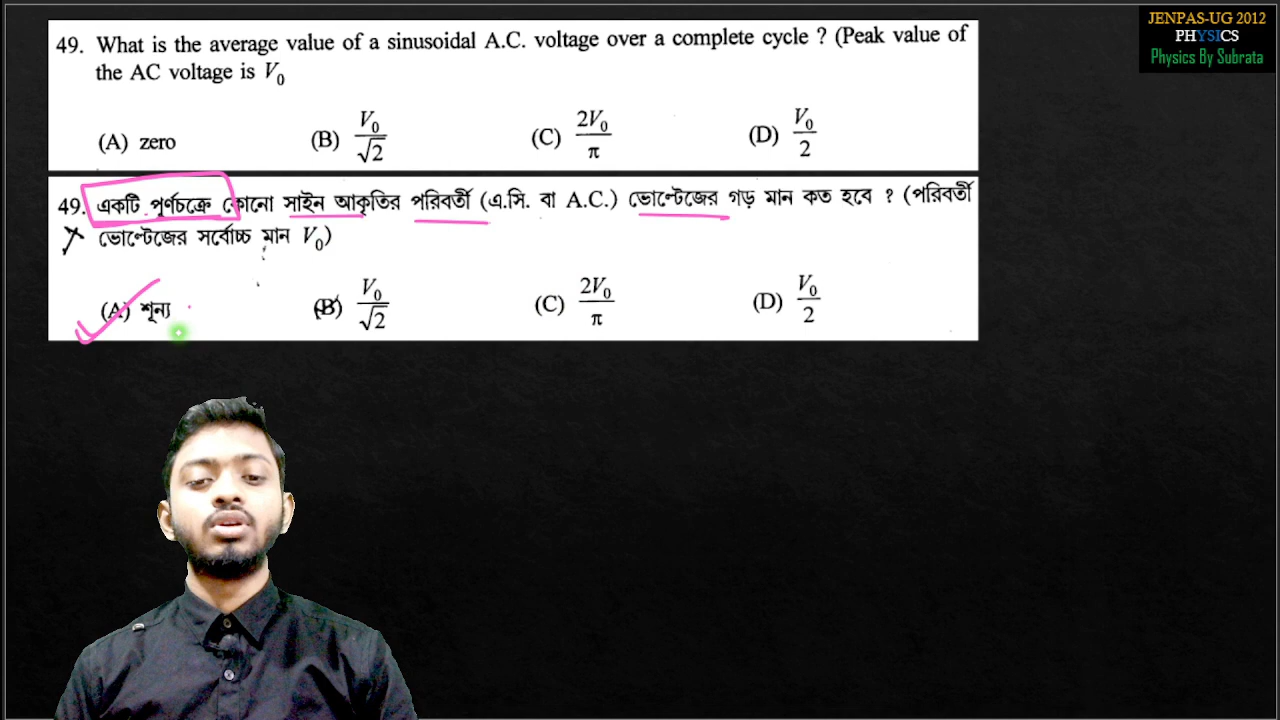 JENPAS-UG 2012
PHYSICS
Physics By Subrata
49. What is the average value of a sinusoidal A.C. voltage over a complete cycle ? (Peak value of
the AC voltage is V₀
(A) zero (B) V₀/√2 (C) 2V₀/π (D) V₀/2
49. একটি পূর্ণচক্রে কোনো সাইন আকৃতির পরিবর্তী (এ.সি. বা A.C.) ভোল্টেজের গড় মান কত হবে ? (পরিবর্তী
ভোল্টেজের সর্বোচ্চ মান V₀)
(A) শূন্য (B) V₀/√2 (C) 2V₀/π (D) V₀/2